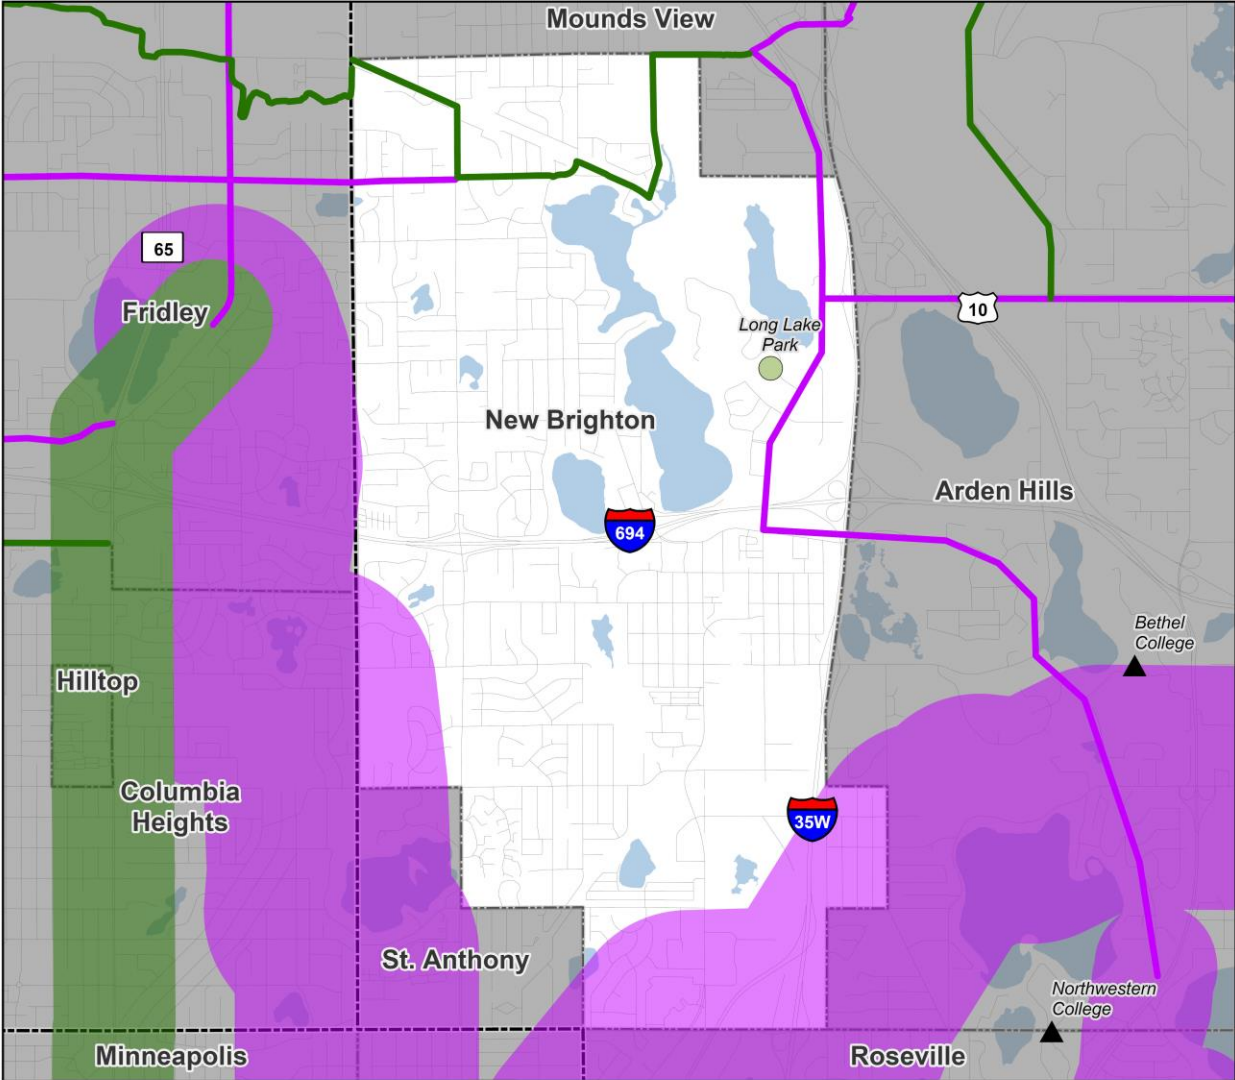 Mounds View
65
Fridley
10
Long Lake
Park
New Brighton
Arden Hills
694
Bethel
College
Hilltop
Columbia
Heights
35W
St. Anthony
Northwestern
College
Minneapolis
Roseville